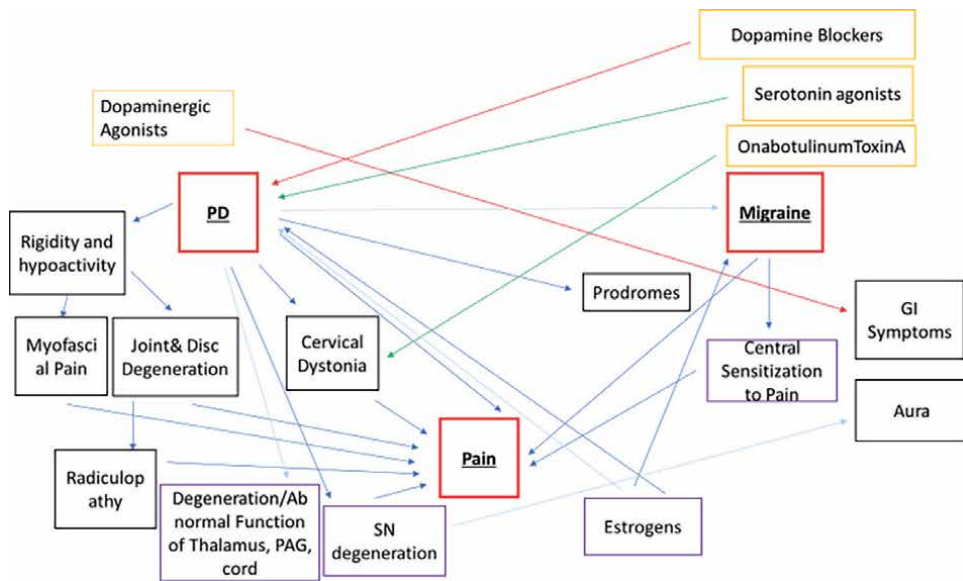 Dopamine Blockers
Serotonin agonists
Dopaminergic
Agonists
OnabotulinumToxinA
PD
Migraine
Rigidity and
hypoactivity
Prodromes
GI
Symptoms
Myofasci
al Pain
Joint& Disc
Degeneration
Cervical
Dystonia
Central
Sensitization
to Pain
Aura
Pain
Radiculop
athy
Degeneration/Ab
normal Function
of Thalamus, PAG,
cord
SN
degeneration
Estrogens